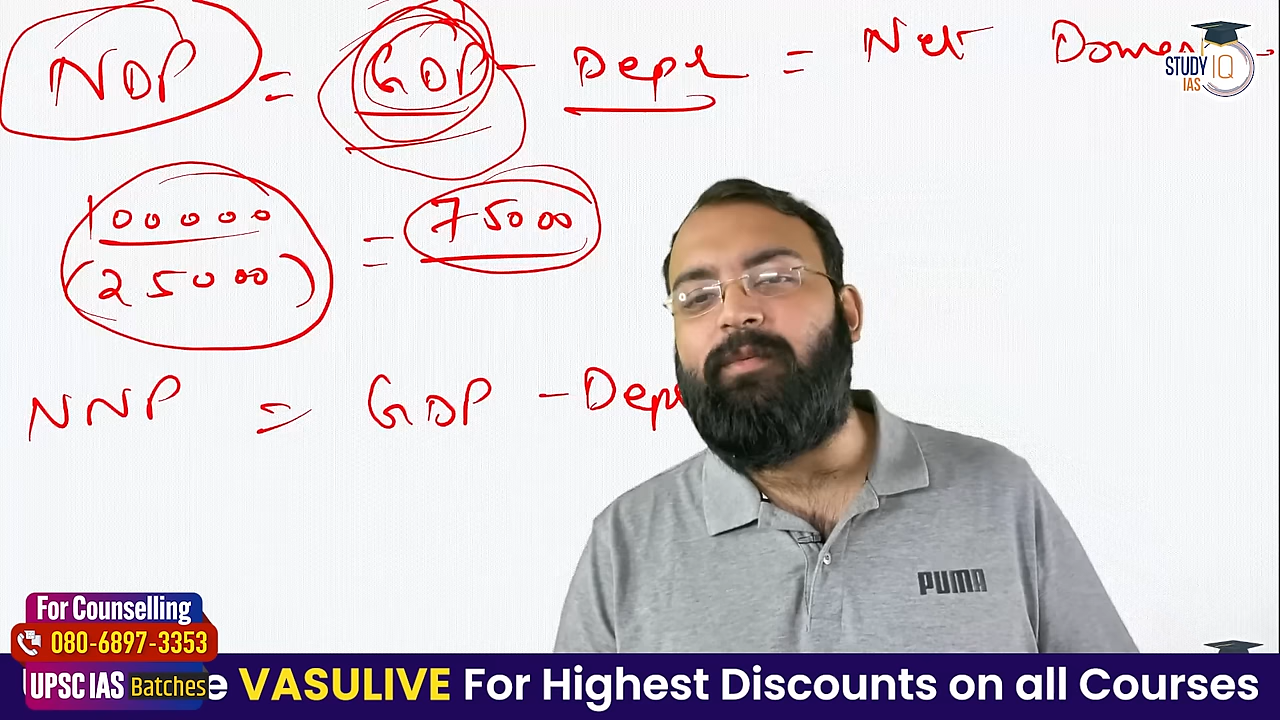 NDP = GDP - Depr = Net Domes
STUDY IQ
IAS
100000
(25000) = 75000
NNP = GDP - Dep
PUMA
For Counselling
080-6897-3353
UPSC IAS Batches
e VASULIVE For Highest Discounts on all Courses